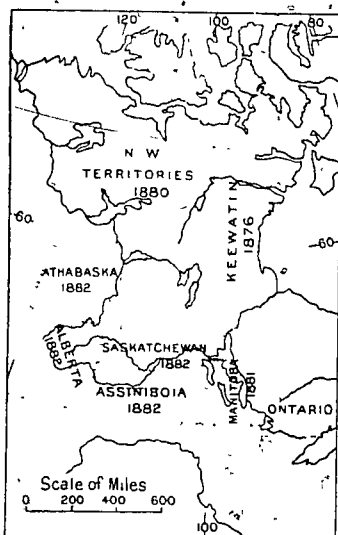 120 100 80
N W
TERRITORIES
1880
KEEWATIN
1876
60 60
ATHABASKA
1882
ALBERTA
1882
SASKATCHEWAN
1882
ASSINIBOIA
1882
MANITOBA
1881
ONTARIO
Scale of Miles
0 200 400 600
100